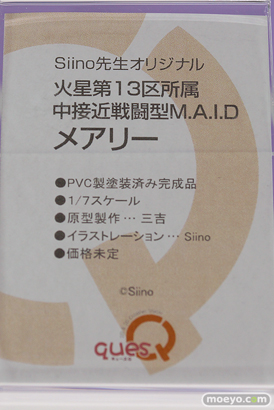 Siino先生オリジナル
火星第13区所属
中接近戦闘型M.A.I.D
メアリー
●PVC製塗装済み完成品
●1/7スケール
●原型製作… 三吉
●イラストレーション… Siino
●価格未定
©Siino
quesQ
moeyo.com